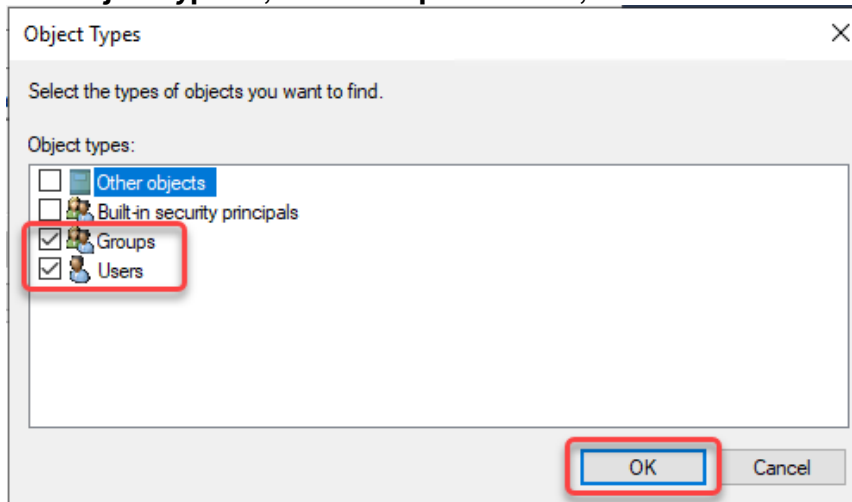 Object Types
Select the types of objects you want to find.
Object types:
Other objects
Built-in security principals
Groups
Users
OK
Cancel